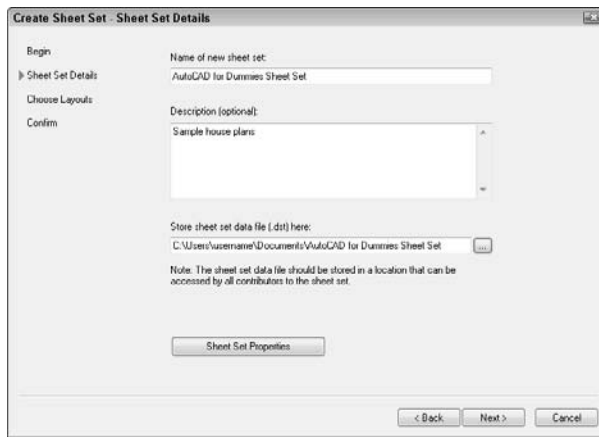 Create Sheet Set - Sheet Set Details
Begin
Sheet Set Details
Choose Layouts
Confirm
Name of new sheet set:
AutoCAD for Dummies Sheet Set
Description (optional):
Sample house plans
Store sheet set data file (.dst) here:
C:\Users\username\Documents\AutoCAD for Dummies Sheet Set
...
Note: The sheet set data file should be stored in a location that can be
accessed by all contributors to the sheet set.
Sheet Set Properties
< Back
Next >
Cancel